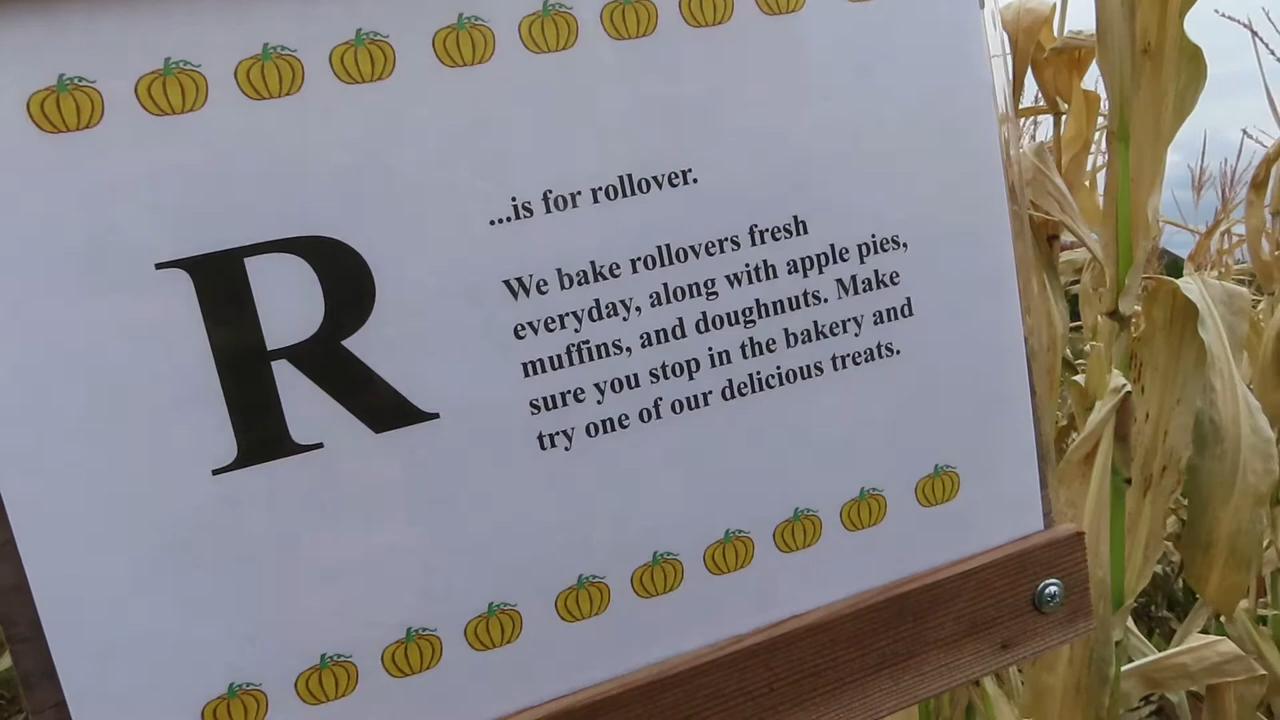 ...is for rollover.
R
We bake rollovers fresh
everyday, along with apple pies,
muffins, and doughnuts. Make
sure you stop in the bakery and
try one of our delicious treats.